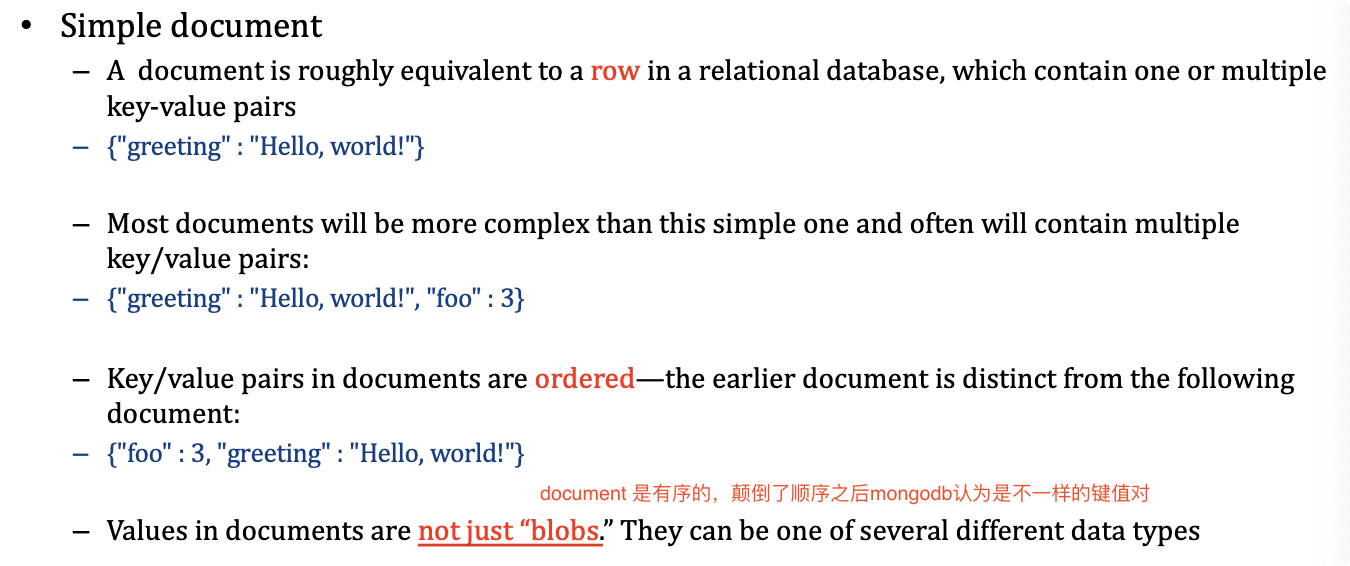 • Simple document
– A document is roughly equivalent to a row in a relational database, which contain one or multiple
key-value pairs
– {"greeting" : "Hello, world!"}
– Most documents will be more complex than this simple one and often will contain multiple
key/value pairs:
– {"greeting" : "Hello, world!", "foo" : 3}
– Key/value pairs in documents are ordered—the earlier document is distinct from the following
document:
– {"foo" : 3, "greeting" : "Hello, world!"}
document 是有序的，颠倒了顺序之后mongodb认为是不一样的键值对
– Values in documents are not just “blobs.” They can be one of several different data types